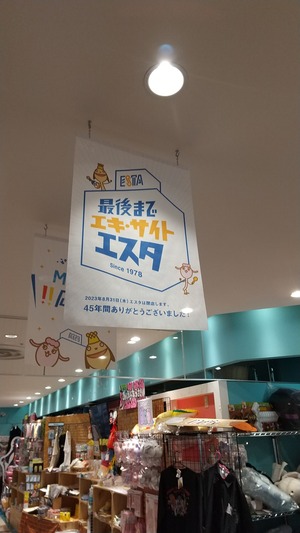 ESTA
最後まで
エキ・サイト
エスタ
Since 1978
2023年8月31日(木)エスタは閉店します。
45年間ありがとうございました!